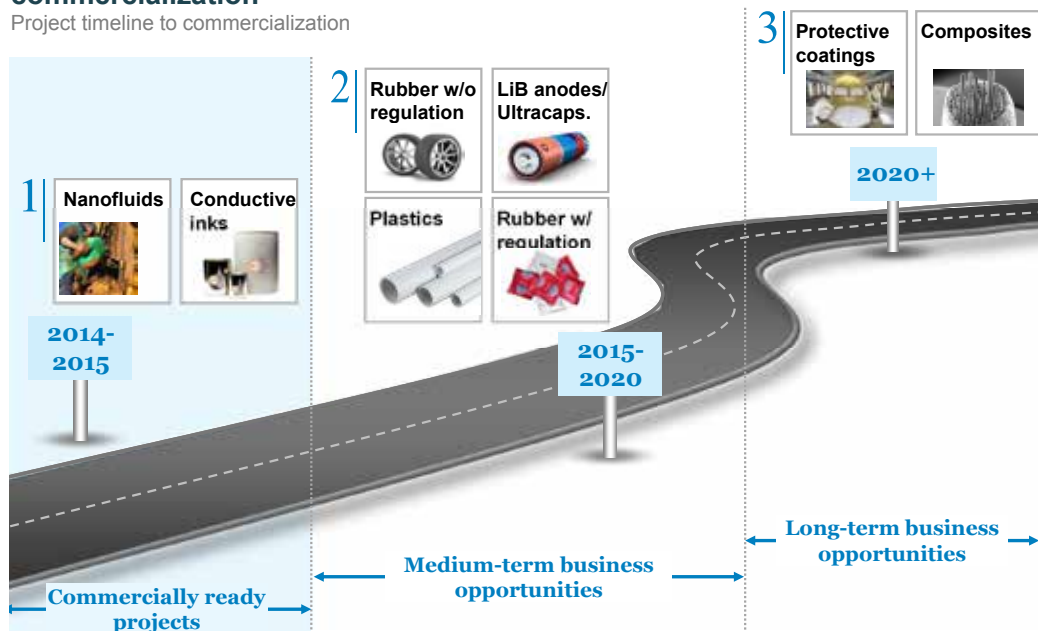 commercialization
Project timeline to commercialization
1
Nanofluids
Conductive
inks
2014-
2015
Commercially ready
projects
2
Rubber w/o
regulation
LiB anodes/
Ultracaps.
Plastics
Rubber w/
regulation
2015-
2020
Medium-term business
opportunities
3
Protective
coatings
Composites
2020+
Long-term business
opportunities